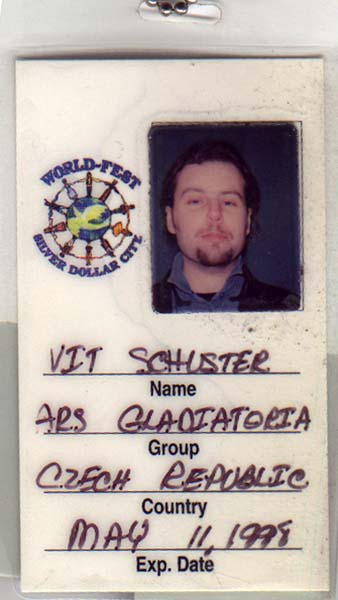 WORLD-FEST
SILVER DOLLAR CITY
VIT SCHUSTER
Name
ARS GLADIATORIA
Group
CZECH REPUBLIC
Country
MAY 11, 1998
Exp. Date